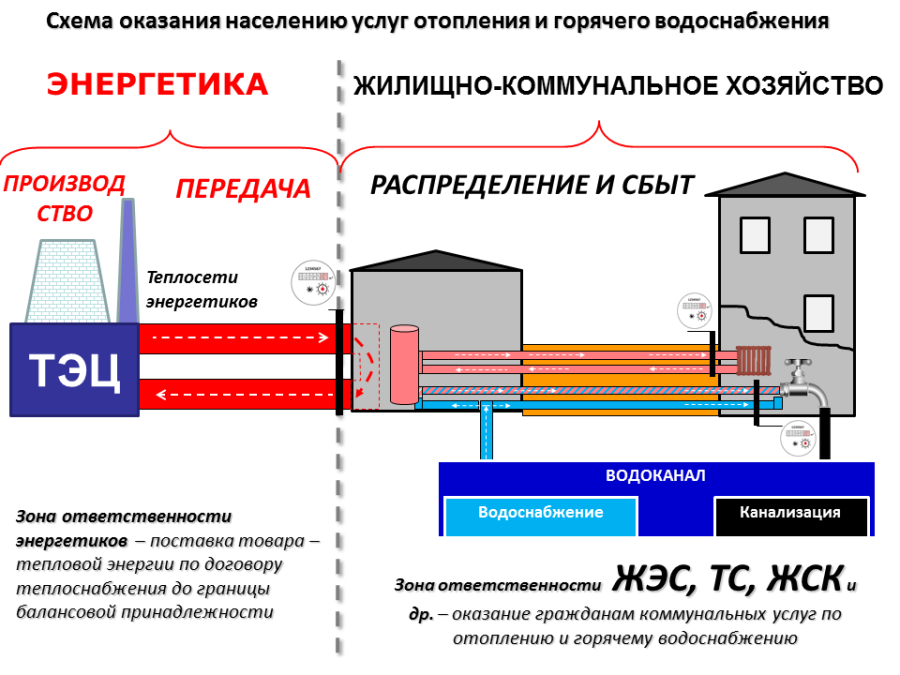 Схема оказания населению услуг отопления и горячего водоснабжения
ЭНЕРГЕТИКА
ЖИЛИЩНО-КОММУНАЛЬНОЕ ХОЗЯЙСТВО
ПРОИЗВОД
СТВО
ПЕРЕДАЧА
РАСПРЕДЕЛЕНИЕ И СБЫТ
Теплосети
энергетиков
ТЭЦ
ВОДОКАНАЛ
Водоснабжение
Канализация
Зона ответственности
энергетиков – поставка товара –
тепловой энергии по договору
теплоснабжения до границы
балансовой принадлежности
Зона ответственности ЖЭС, ТС, ЖСК и
др. – оказание гражданам коммунальных услуг по
отоплению и горячему водоснабжению